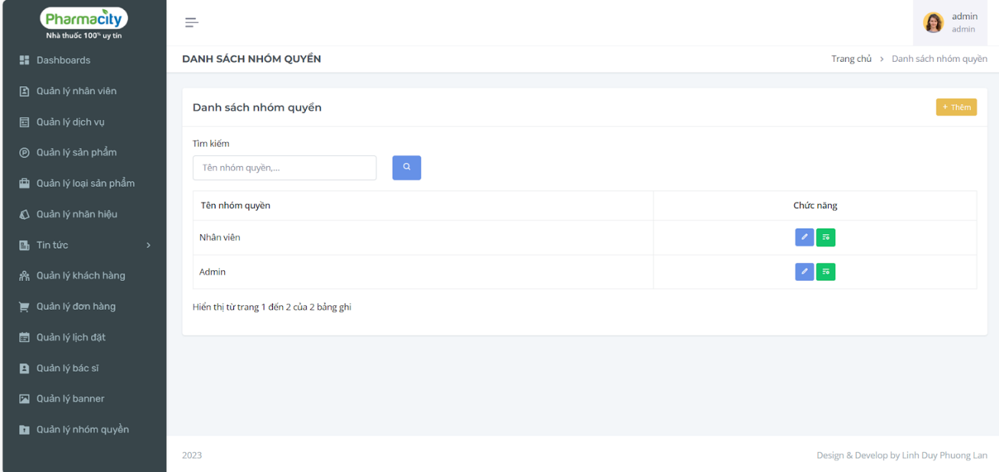 Pharmacity
Nhà thuốc 100% uy tín
Dashboards
Quản lý nhân viên
Quản lý dịch vụ
Quản lý sản phẩm
Quản lý loại sản phẩm
Quản lý nhãn hiệu
Tin tức
Quản lý khách hàng
Quản lý đơn hàng
Quản lý lịch đặt
Quản lý bác sĩ
Quản lý banner
Quản lý nhóm quyền
admin
admin
DANH SÁCH NHÓM QUYỀN
Trang chủ > Danh sách nhóm quyền
Danh sách nhóm quyền
+ Thêm
Tìm kiếm
Tên nhóm quyền,...
Tên nhóm quyền Chức năng
Nhân viên
Admin
Hiển thị từ trang 1 đến 2 của 2 bảng ghi
2023
Design & Develop by Linh Duy Phuong Lan